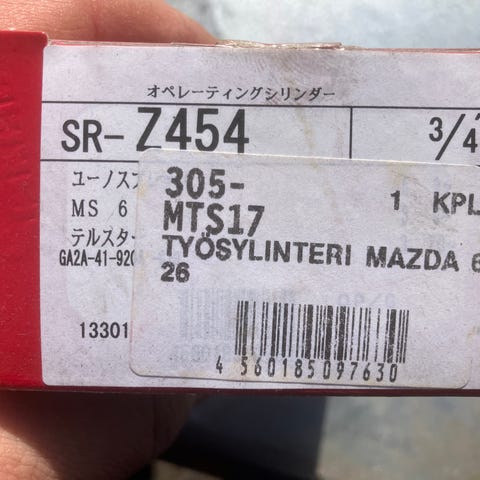 オペレーティングシリンダー
SR-Z454
3/4"
ユーノス
MS 6
テルスター
GA2A-41-920
13301
305-
MTS17
1 KPL
TYÖSYLINTERI MAZDA 6
26
4 560185 097630